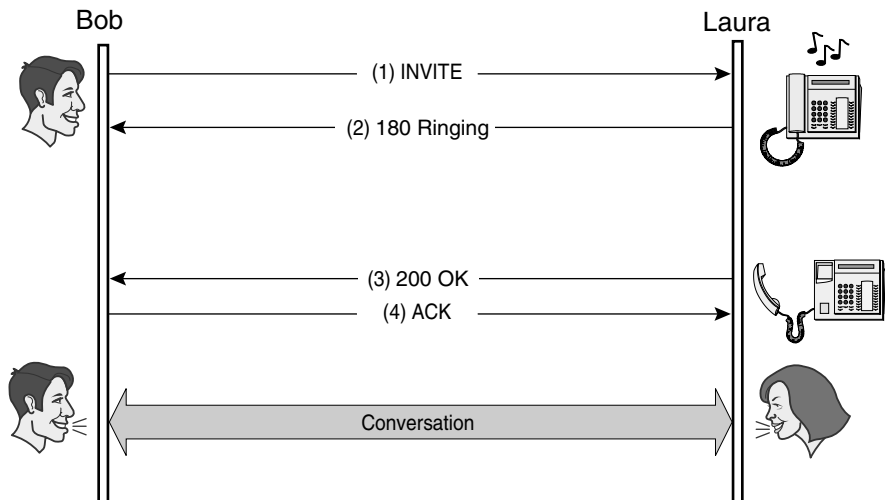 Bob
Laura
(1) INVITE
(2) 180 Ringing
(3) 200 OK
(4) ACK
Conversation